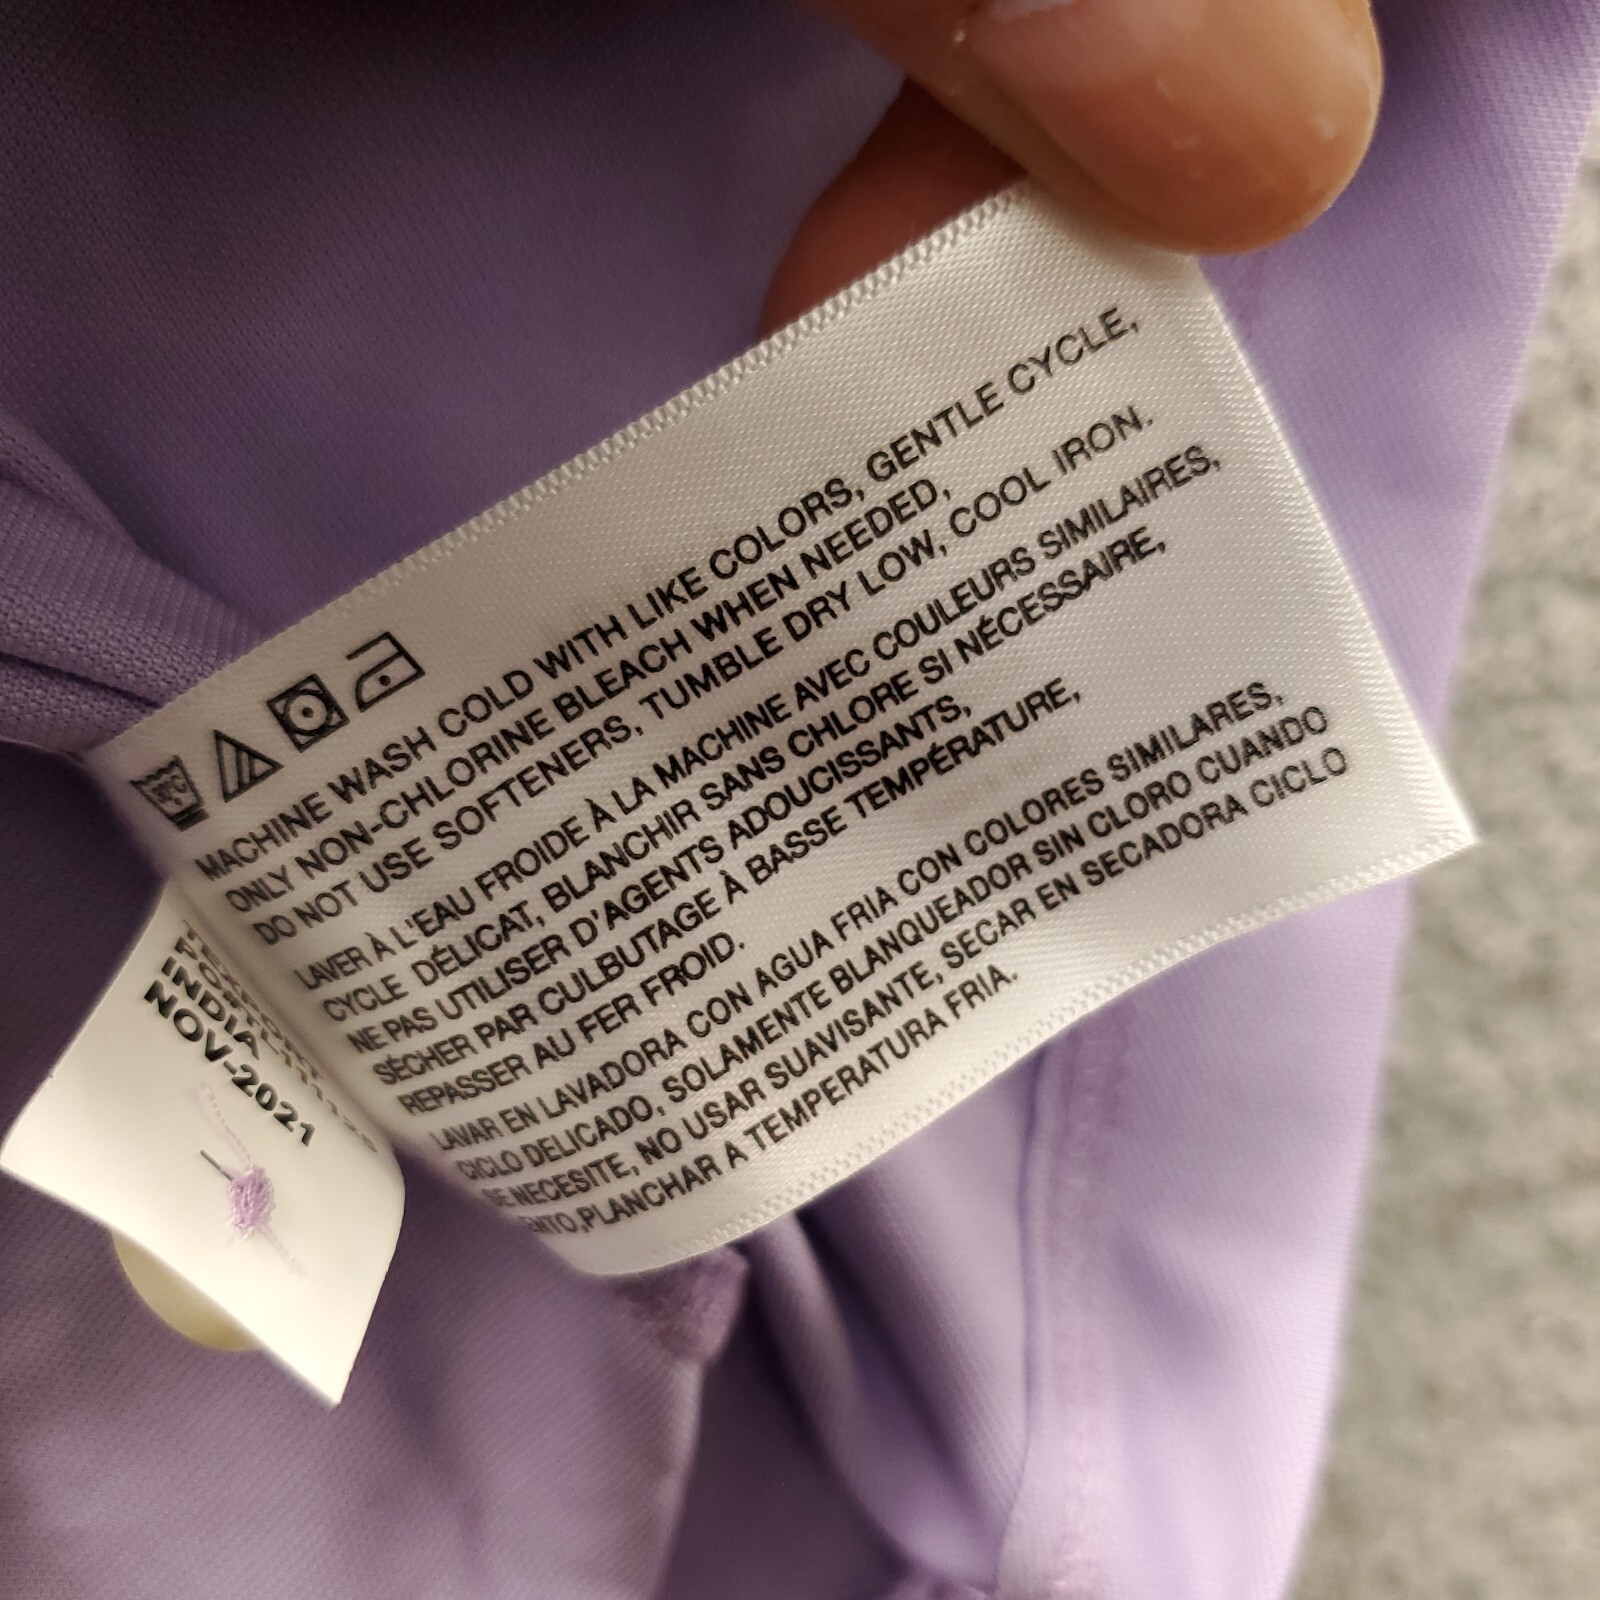 30°C
MACHINE WASH COLD WITH LIKE COLORS, GENTLE CYCLE,
ONLY NON-CHLORINE BLEACH WHEN NEEDED,
DO NOT USE SOFTENERS, TUMBLE DRY LOW, COOL IRON.
LAVER À L'EAU FROIDE À LA MACHINE AVEC COULEURS SIMILAIRES,
CYCLE DÉLICAT, BLANCHIR SANS CHLORE SI NÉCESSAIRE,
NE PAS UTILISER D'AGENTS ADOUCISSANTS,
SÉCHER PAR CULBUTAGE À BASSE TEMPÉRATURE,
REPASSER AU FER FROID.
LAVAR EN LAVADORA CON AGUA FRIA CON COLORES SIMILARES,
CICLO DELICADO, SOLAMENTE BLANQUEADOR SIN CLORO CUANDO
SE NECESITE, NO USAR SUAVISANTE, SECAR EN SECADORA CICLO
PLANCHAR A TEMPERATURA FRIA.
INDIA
NOV-2021